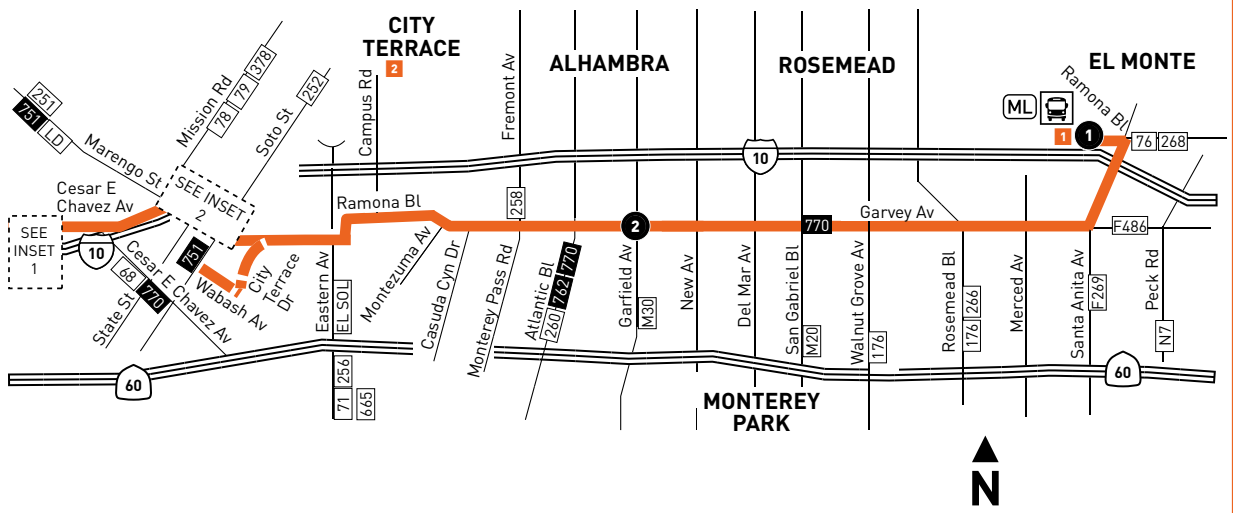 CITY
TERRACE
2
ALHAMBRA
ROSEMEAD
EL MONTE
251
751
LD
Marengo St
Mission Rd
78
79
378
Soto St
252
Campus Rd
Fremont Av
Ramona Bl
ML
1
1
76
268
10
Cesar E
Chavez Av
SEE INSET
2
SEE
INSET
1
10
Ramona Bl
258
2
770
Garvey Av
F486
68
770
Cesar E Chavez Av
State St
751
Wabash Av
City
Terrace
Dr
Eastern Av
EL SOL
Montezuma Av
Casuda Cyn Dr
Monterey Pass Rd
Atlantic Bl
260
762
770
Garfield Av
M30
New Av
Del Mar Av
San Gabriel Bl
M20
Walnut Grove Av
176
Rosemead Bl
176
266
Merced Av
Santa Anita Av
F269
Peck Rd
N7
60
71
256
665
60
MONTEREY
PARK
N